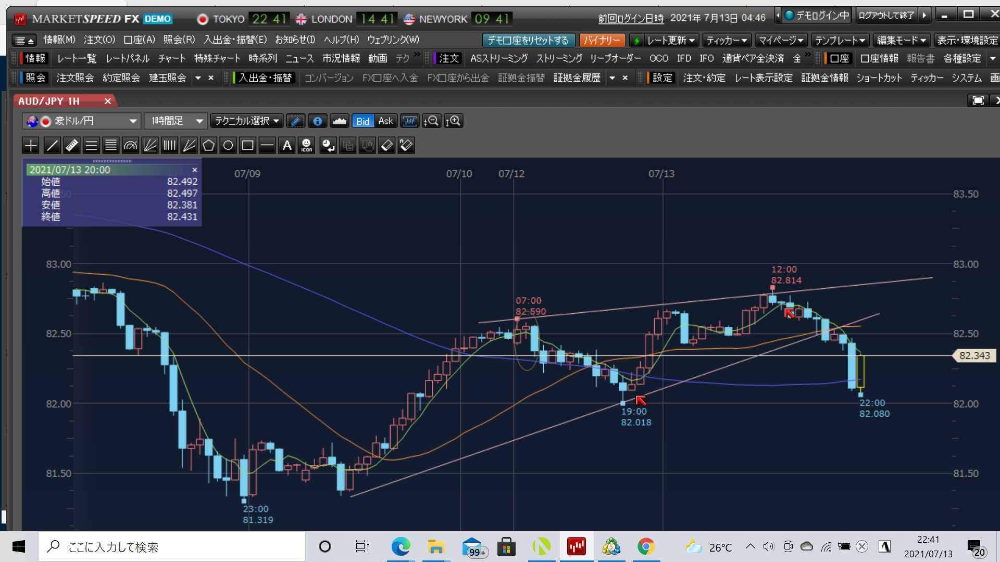 MARKETSPEED FX DEMO TOKYO 22 41 LONDON 14 41 NEWYORK 09 41 前回ログイン日時 2021年 7月13日 04:46 デモログイン中 ログアウトして終了
情報(M) 注文(O) 口座(A) 照会(R) 入出金・振替(E) お知らせ(I) ヘルプ(H) ウェブリンク(W) デモ口座をリセットする バイナリー レート更新 ティッカー マイページ テンプレート 編集モード 表示・環境設定
情報 レート一覧 レートパネル チャート 特殊チャート 時系列 ニュース 市況情報 動画 テク 注文 ASストリーミング ストリーミング リーブオーダー OCO IFD IFO 通貨ペア全決済 全 口座 口座情報 報告書 各種設定
照会 注文照会 約定照会 建玉照会 入出金・振替 コンバージョン FX口座へ入金 FX口座から出金 証拠金振替 証拠金履歴 設定 注文・約定 レート表示設定 証拠金情報 ショートカット ティッカー システム 画
AUD/JPY 1H
豪ドル/円 1時間足 テクニカル選択 Bid Ask
A ICON
2021/07/13 20:00
始値 82.492
高値 82.497
安値 82.381
終値 82.431
07/09 07/10 07/12 07/13
83.50
83.00 83.00
12:00
82.814
07:00
82.590
82.50 82.50
82.343
82.00 82.00
22:00
82.080
19:00
82.018
81.50 81.50
23:00
81.319
ここに入力して検索
99+
26°C
A
22:41
2021/07/13
20